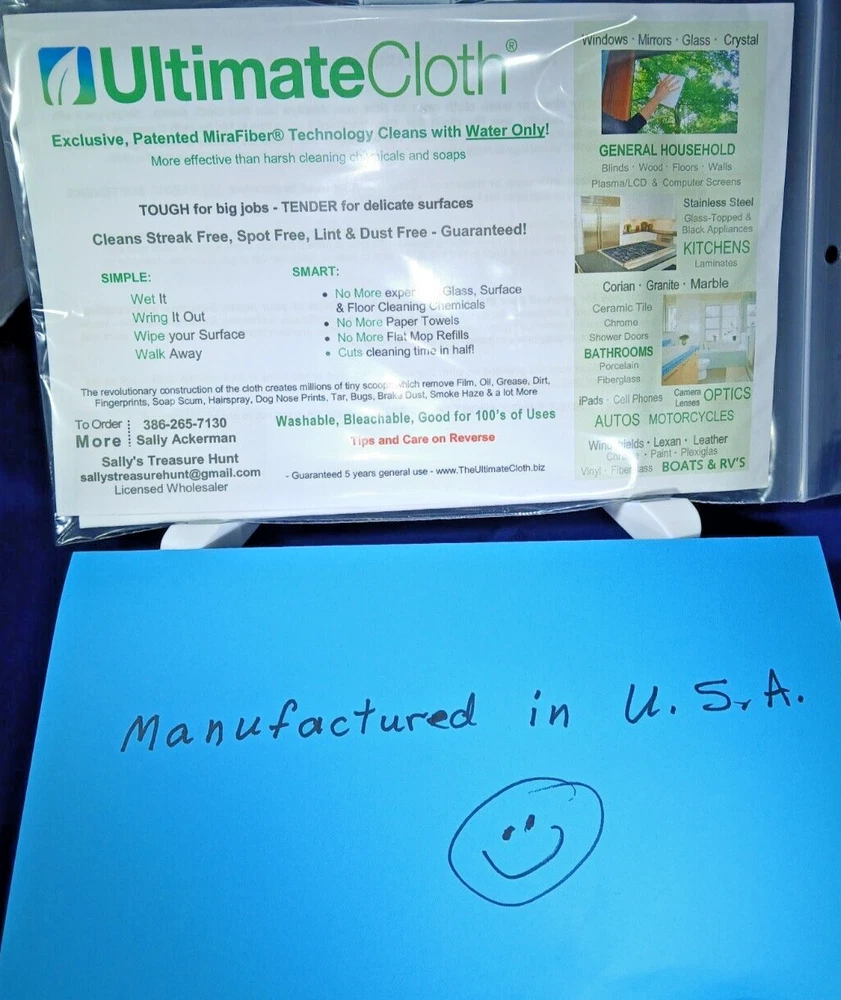 UltimateCloth®
Exclusive, Patented MiraFiber® Technology Cleans with Water Only!
More effective than harsh cleaning chemicals and soaps
TOUGH for big jobs - TENDER for delicate surfaces
Cleans Streak Free, Spot Free, Lint & Dust Free - Guaranteed!
SIMPLE:
Wet It
Wring It Out
Wipe your Surface
Walk Away
SMART:
• No More Glass, Surface
& Floor Cleaning Chemicals
• No More Paper Towels
• No More Flat Mop Refills
• Cuts cleaning time in half!
The revolutionary construction of the cloth creates millions of tiny scoops which remove Film, Oil, Grease, Dirt,
Fingerprints, Soap Scum, Hairspray, Dog Nose Prints, Tar, Bugs, Brake Dust, Smoke Haze & a lot More
To Order
More
386-265-7130
Sally Ackerman
Sally's Treasure Hunt
sallystreasurehunt@gmail.com
Licensed Wholesaler
Washable, Bleachable, Good for 100's of Uses
Tips and Care on Reverse
- Guaranteed 5 years general use - www.TheUltimateCloth.biz
Windows · Mirrors · Glass · Crystal
GENERAL HOUSEHOLD
Blinds · Wood · Floors · Walls
Plasma/LCD & Computer Screens
Stainless Steel
Glass-Topped &
Black Appliances
KITCHENS
Laminates
Corian · Granite · Marble
Ceramic Tile
Chrome
Shower Doors
BATHROOMS
Porcelain
Fiberglass
iPads · Cell Phones
Camera
Lenses
OPTICS
AUTOS MOTORCYCLES
Windshields · Lexan · Leather
Chrome · Paint · Plexiglas
Vinyl · Fiberglass BOATS & RV'S
Manufactured in U.S.A.